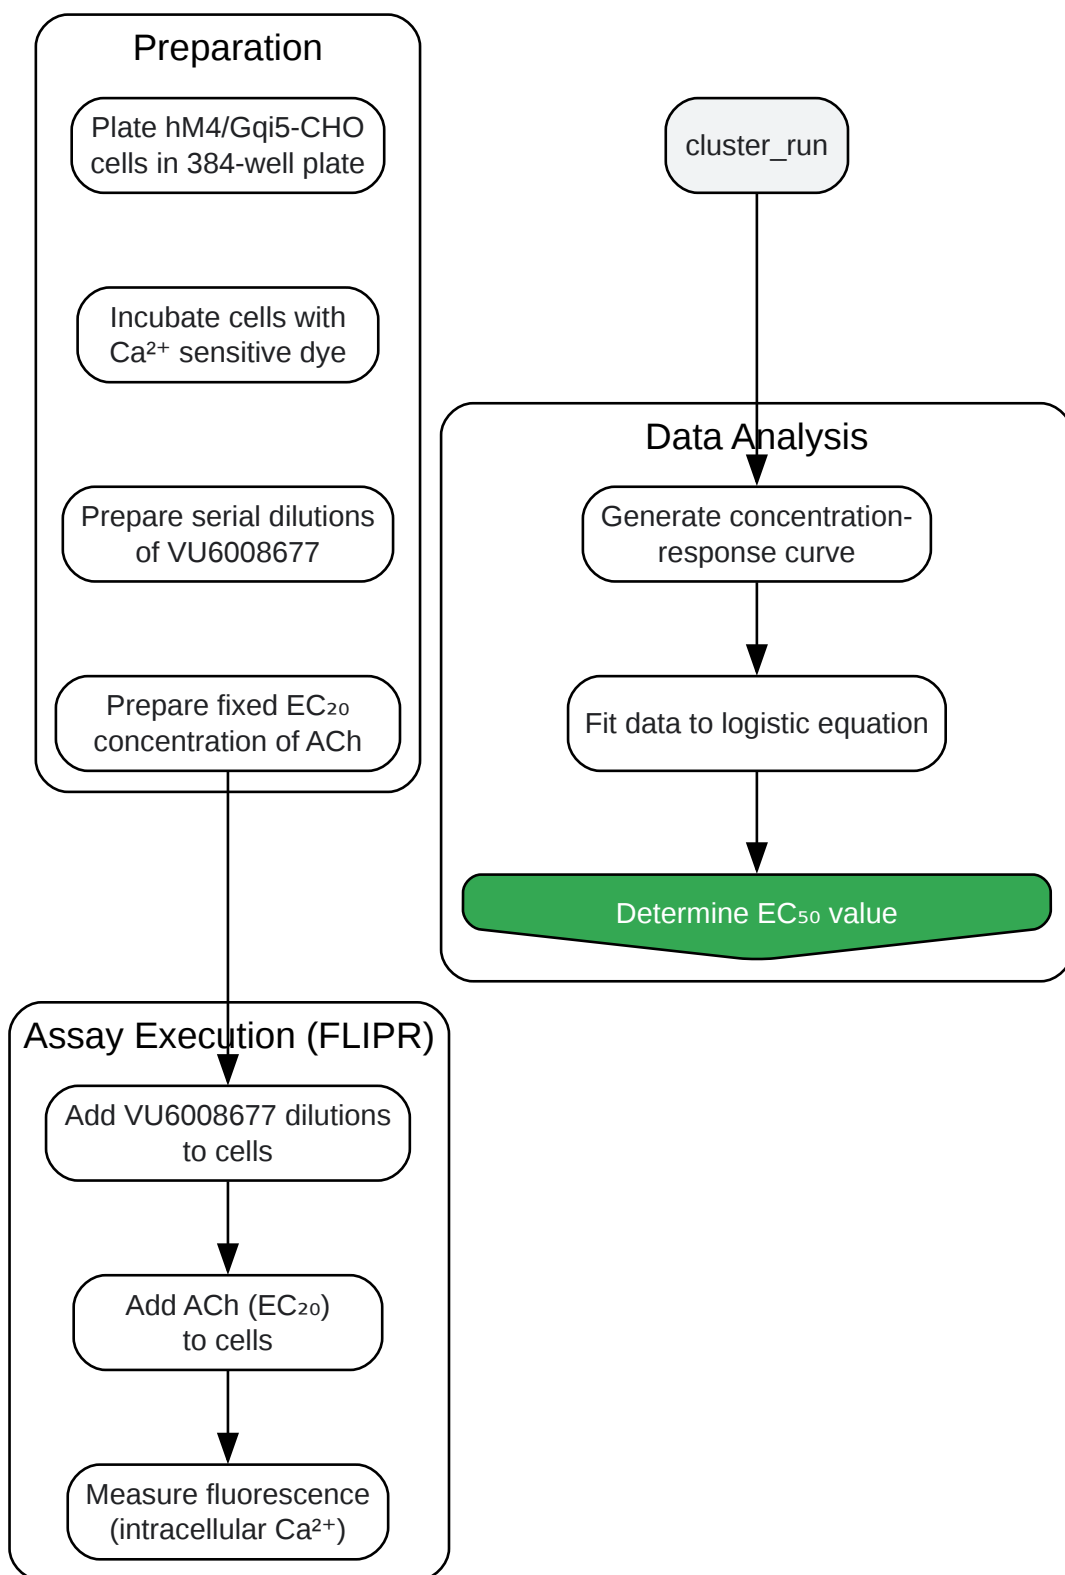 Preparation
Plate hM4/Gqi5-CHO
cells in 384-well plate
Incubate cells with
Ca²⁺ sensitive dye
Prepare serial dilutions
of VU6008677
Prepare fixed EC₂₀
concentration of ACh
cluster_run
Data Analysis
Generate concentration-
response curve
Fit data to logistic equation
Determine EC₅₀ value
Assay Execution (FLIPR)
Add VU6008677 dilutions
to cells
Add ACh (EC₂₀)
to cells
Measure fluorescence
(intracellular Ca²⁺)